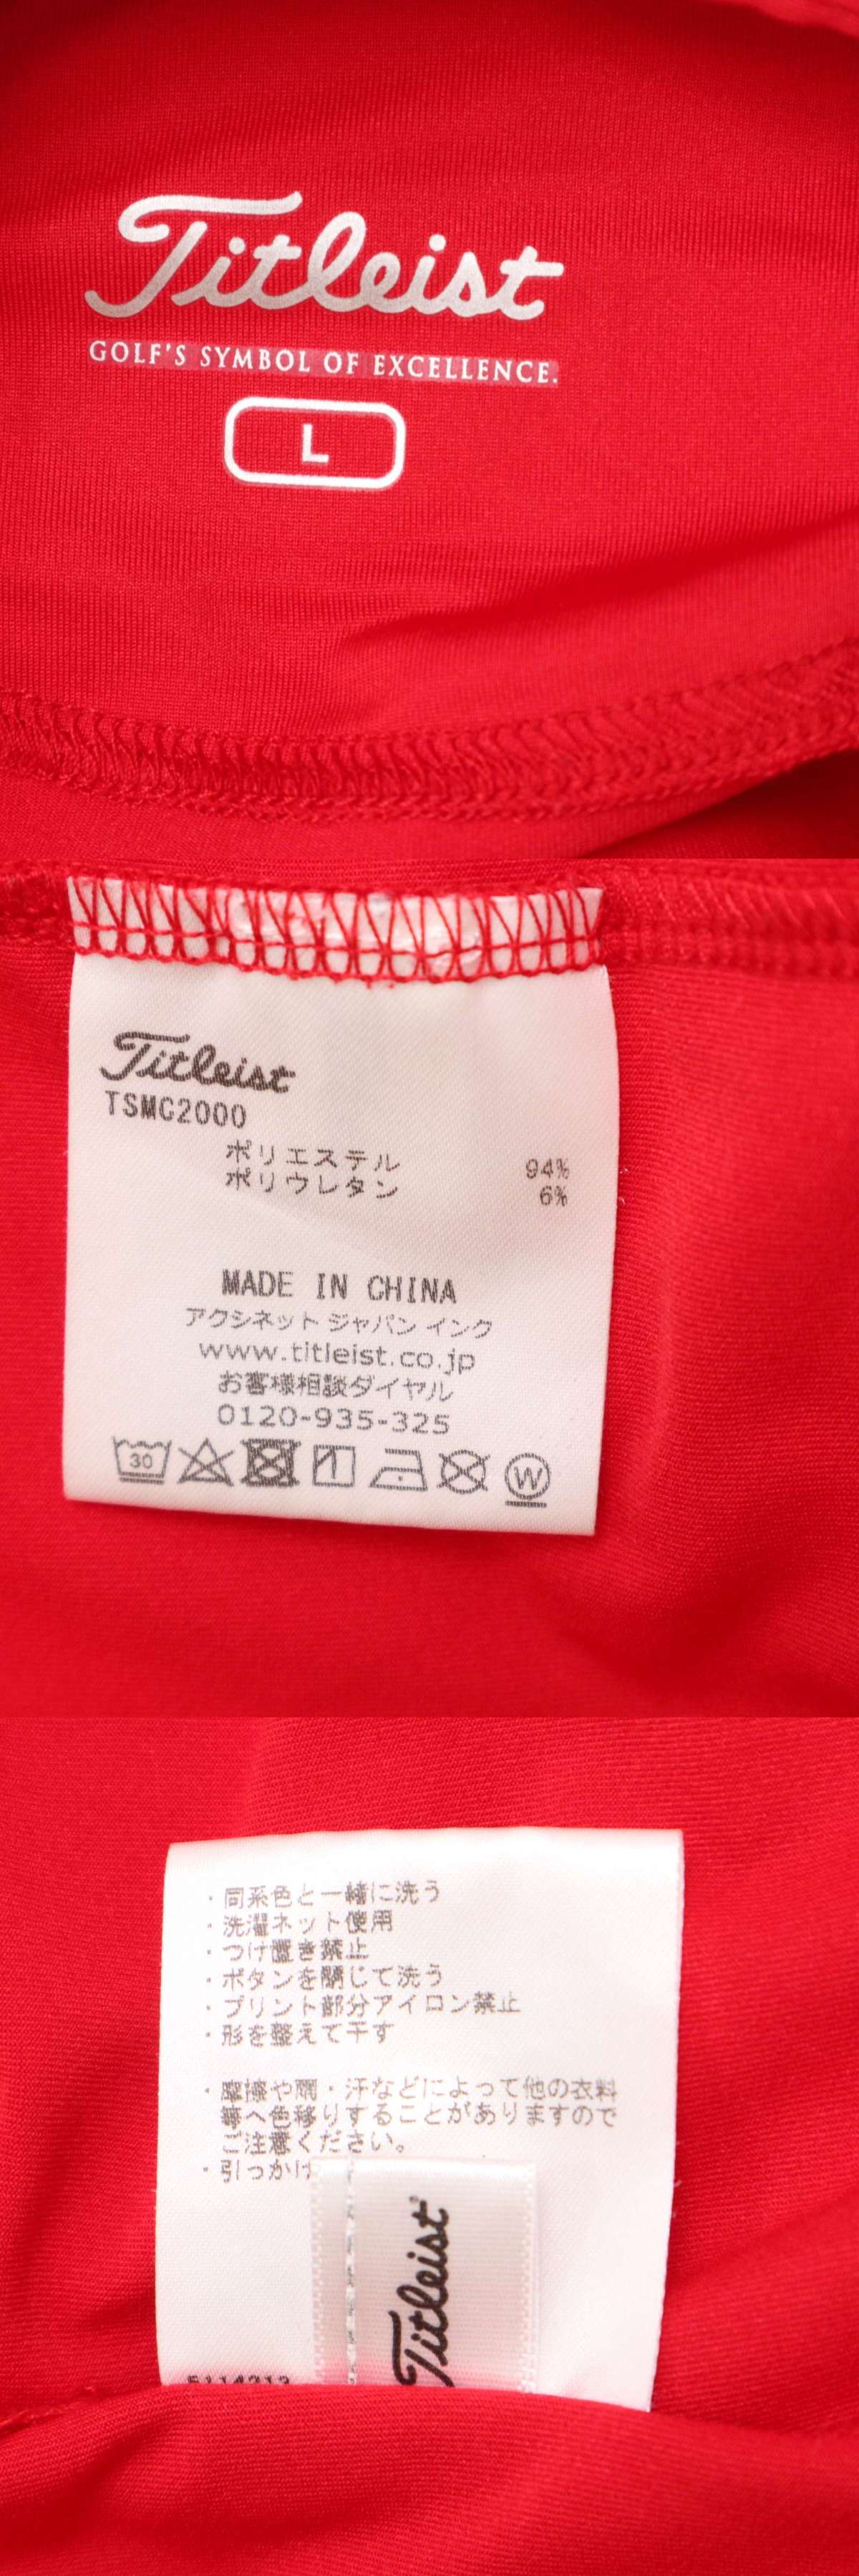 Titleist
GOLF'S SYMBOL OF EXCELLENCE.
L
Titleist
TSMC2000
ポリエステル 94%
ポリウレタン 6%
MADE IN CHINA
アクシネット ジャパン インク
www.titleist.co.jp
お客様相談ダイヤル
0120-935-325
30
W
・同系色と一緒に洗う
・洗濯ネット使用
・つけ置き禁止
・ボタンを閉じて洗う
・プリント部分アイロン禁止
・形を整えて干す
・摩擦や雨・汗などによって他の衣料
等へ色移りすることがありますので
ご注意ください。
・引っかけ
Titleist